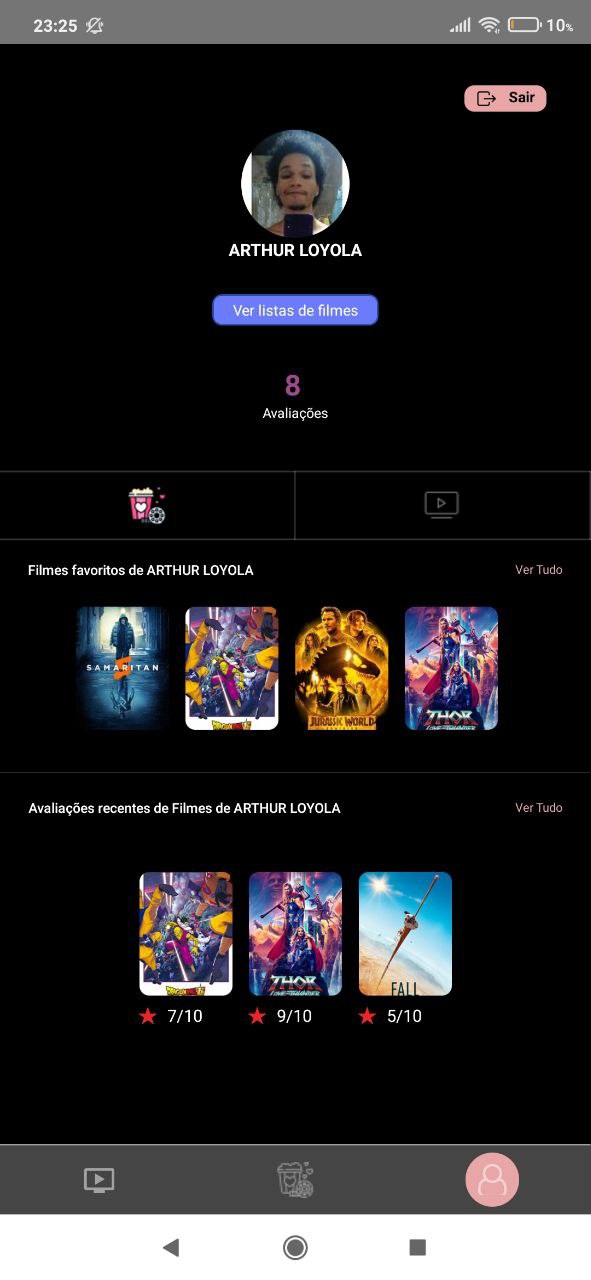 23:25
10%
Sair
ARTHUR LOYOLA
Ver listas de filmes
8
Avaliações
Filmes favoritos de ARTHUR LOYOLA
Ver Tudo
SAMARITAN
JURASSIC WORLD
THOR
Avaliações recentes de Filmes de ARTHUR LOYOLA
Ver Tudo
THOR
FALL
7/10
9/10
5/10